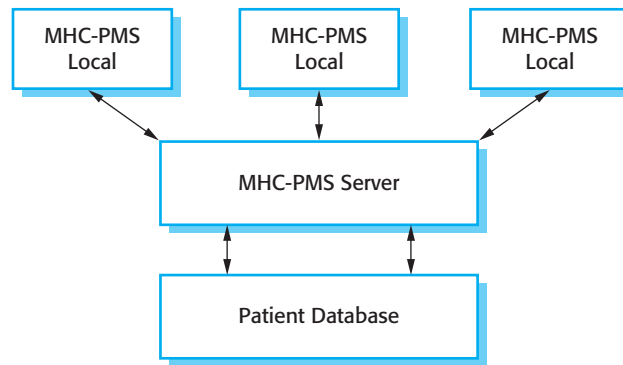 MHC-PMS
Local
MHC-PMS
Local
MHC-PMS
Local
MHC-PMS Server
Patient Database